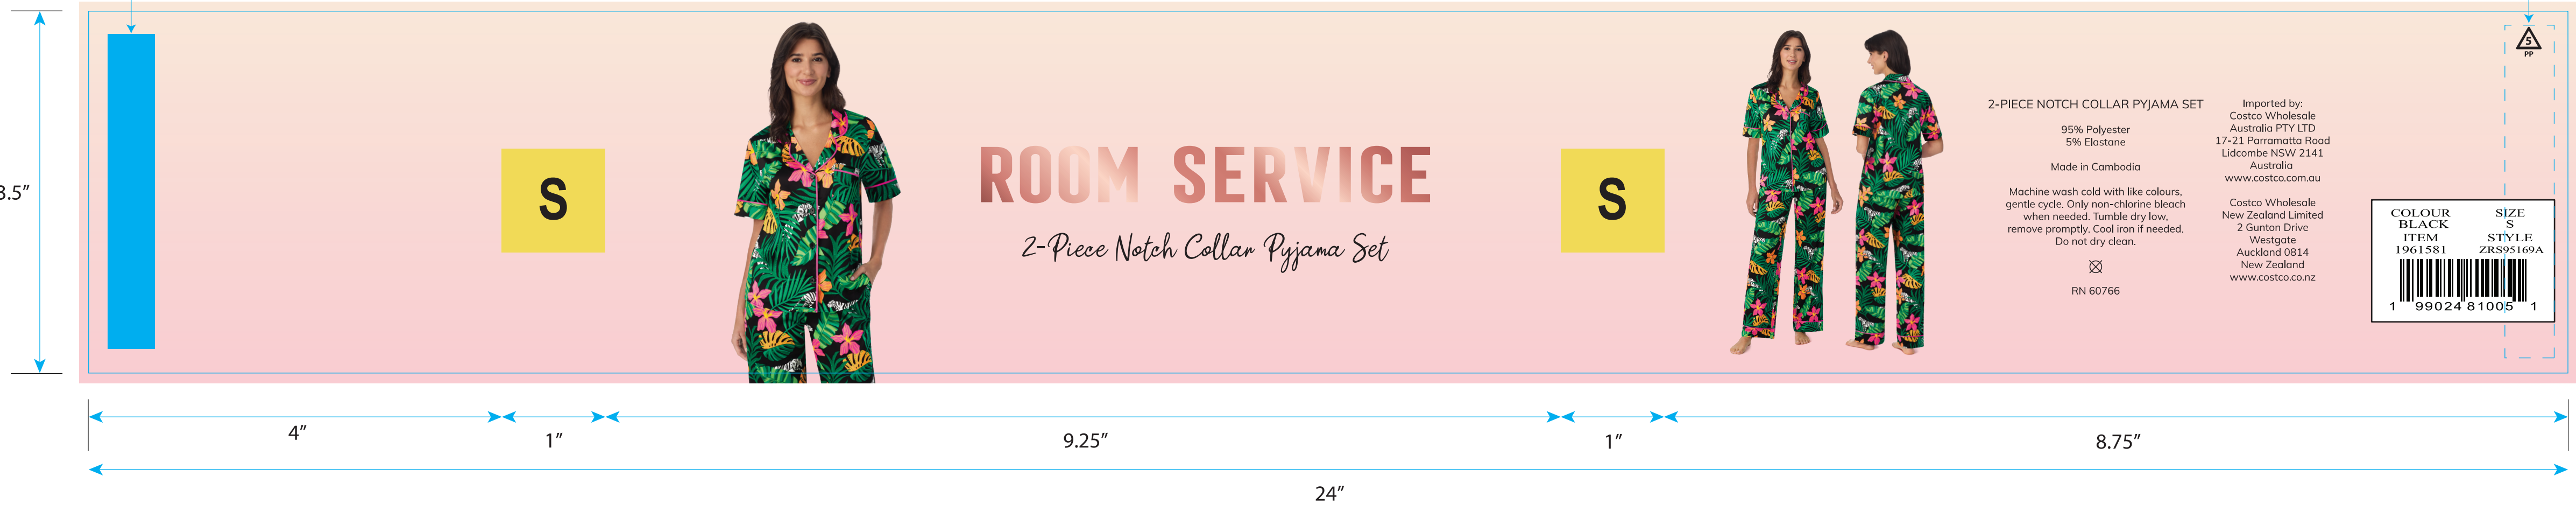 3.5"
S
ROOM SERVICE
2-Piece Notch Collar Pyjama Set
S
2-PIECE NOTCH COLLAR PYJAMA SET
95% Polyester
5% Elastane
Made in Cambodia
Machine wash cold with like colours,
gentle cycle. Only non-chlorine bleach
when needed. Tumble dry low,
remove promptly. Cool iron if needed.
Do not dry clean.
RN 60766
Imported by:
Costco Wholesale
Australia PTY LTD
17-21 Parramatta Road
Lidcombe NSW 2141
Australia
www.costco.com.au
Costco Wholesale
New Zealand Limited
2 Gunton Drive
Westgate
Auckland 0814
New Zealand
www.costco.co.nz
5
PP
COLOUR SIZE
BLACK S
ITEM STYLE
1961581 ZRS95169A
1 99024 81005 1
4"
1"
9.25"
1"
8.75"
24"